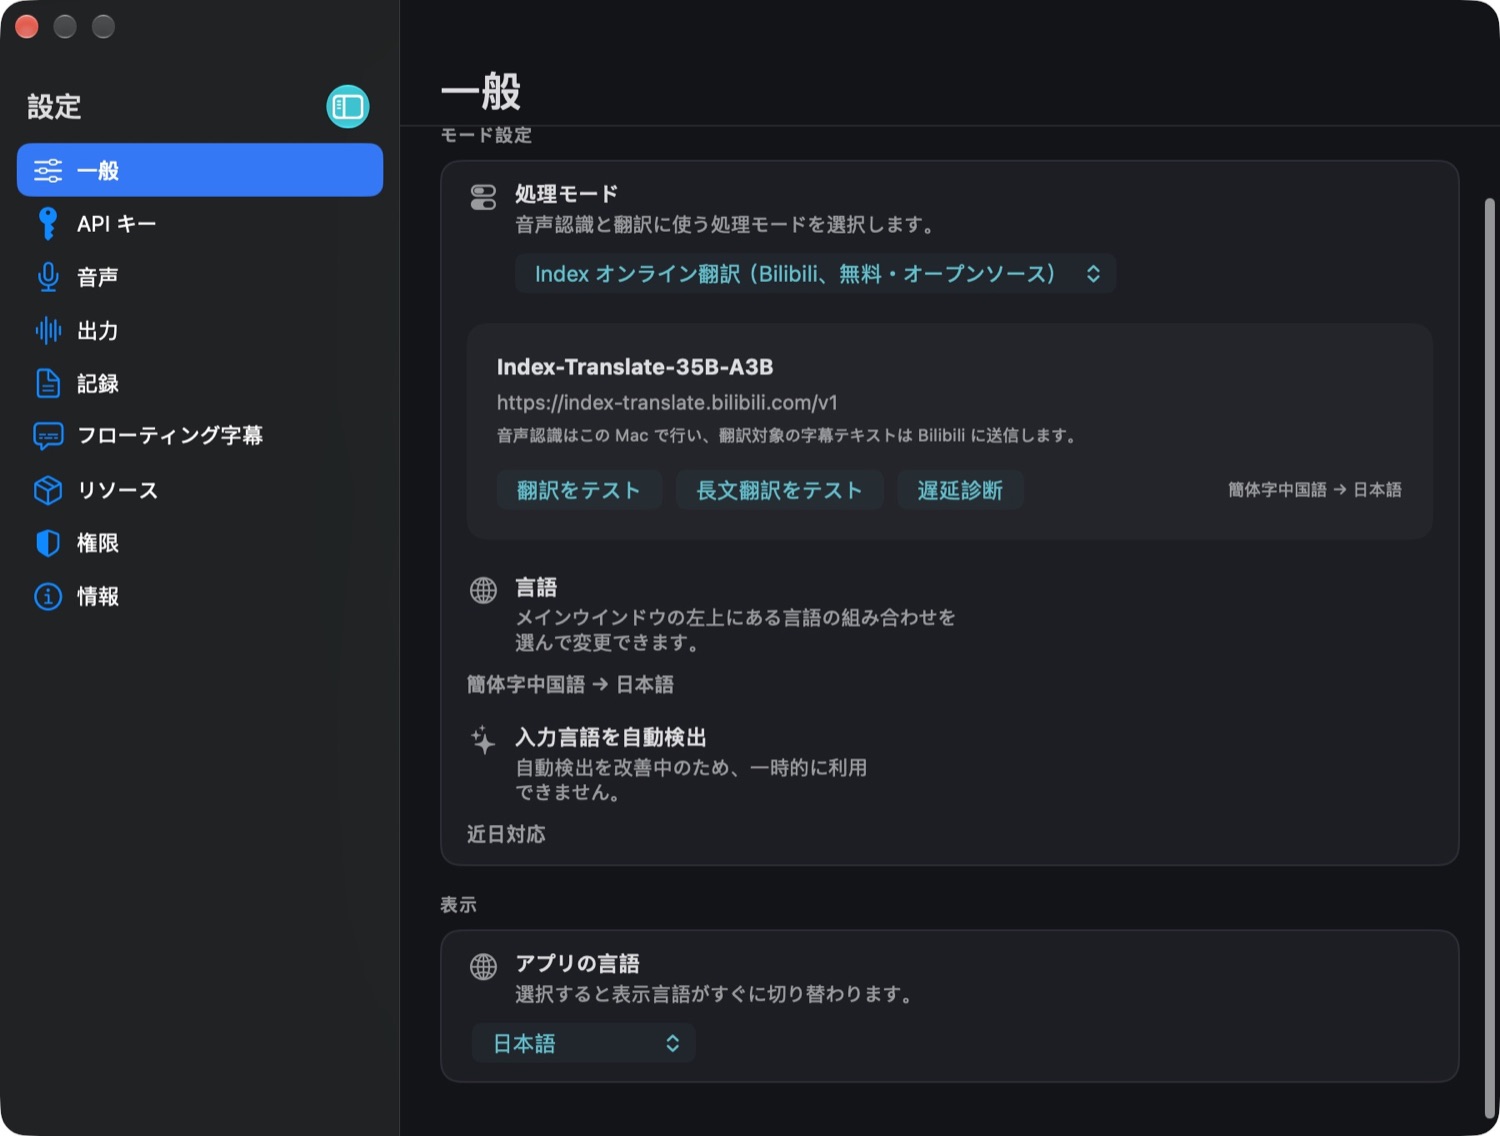 設定
一般
API キー
音声
出力
記録
フローティング字幕
リソース
権限
情報
一般
モード設定
処理モード
音声認識と翻訳に使う処理モードを選択します。
Index オンライン翻訳（Bilibili、無料・オープンソース）
Index-Translate-35B-A3B
https://index-translate.bilibili.com/v1
音声認識はこの Mac で行い、翻訳対象の字幕テキストは Bilibili に送信します。
翻訳をテスト 長文翻訳をテスト 遅延診断 簡体字中国語 → 日本語
言語
メインウインドウの左上にある言語の組み合わせを
選んで変更できます。
簡体字中国語 → 日本語
入力言語を自動検出
自動検出を改善中のため、一時的に利用
できません。
近日対応
表示
アプリの言語
選択すると表示言語がすぐに切り替わります。
日本語